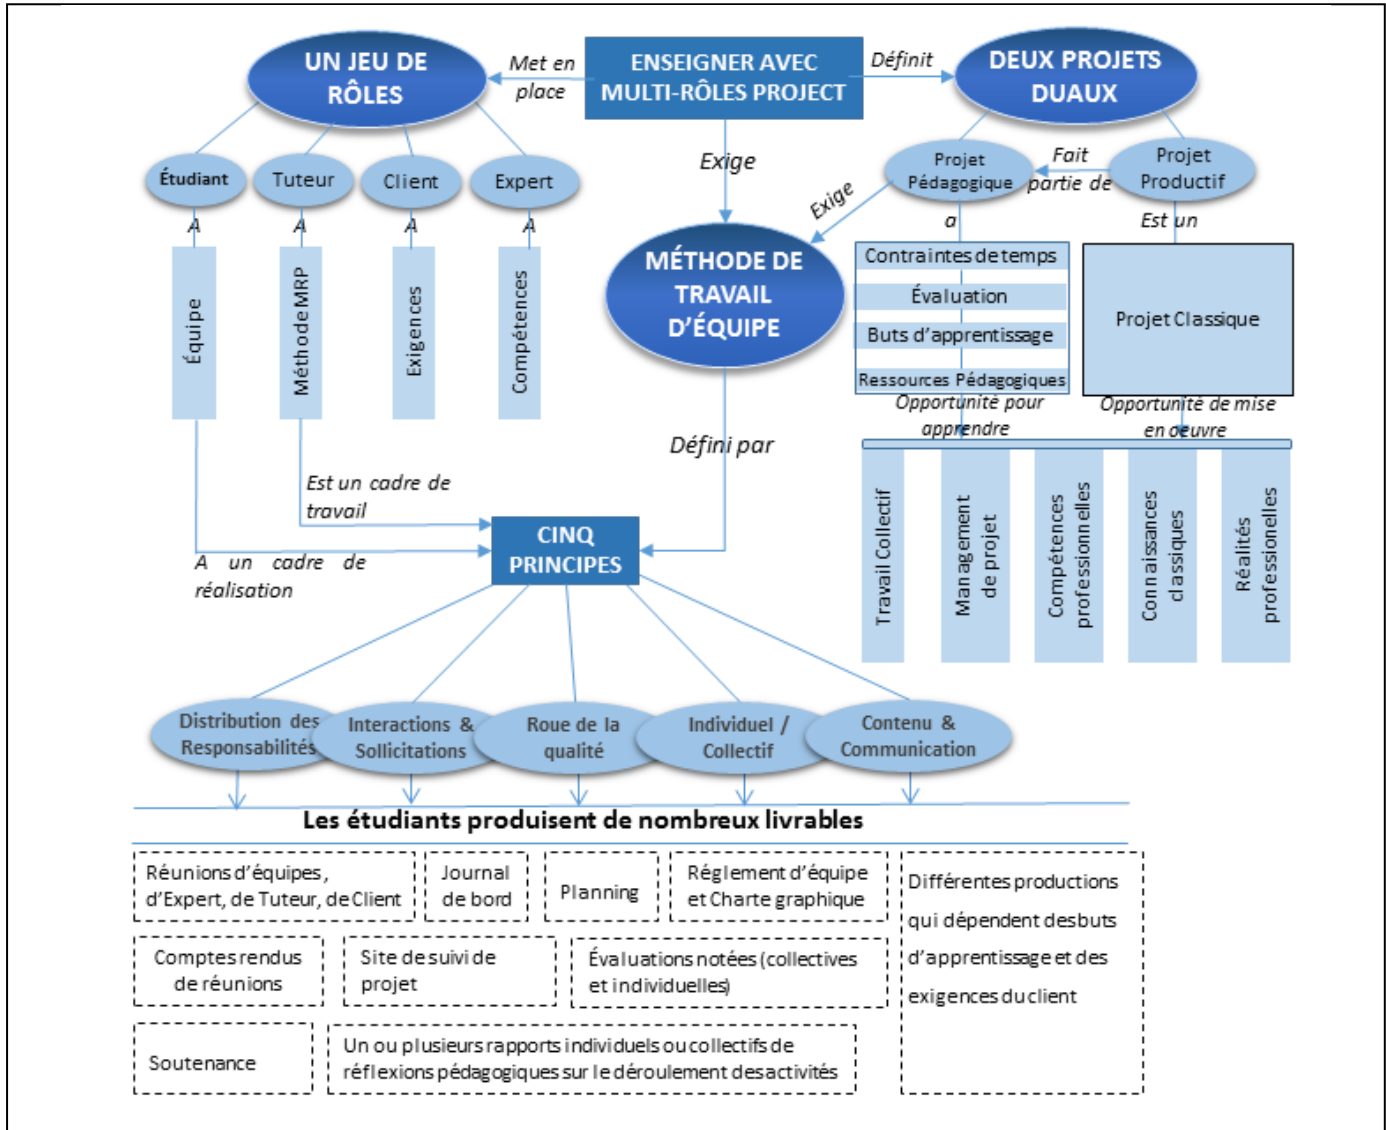 UN JEU DE
RÔLES
Met en
place
ENSEIGNER AVEC
MULTI-RÔLES PROJECT
Définit
DEUX PROJETS
DUAUX
Étudiant
Tuteur
Client
Expert
Exige
Projet
Pédagogique
Fait
partie de
Projet
Productif
A
A
A
A
Exige
a
Est un
Équipe
Méthode MRP
Exigences
Compétences
MÉTHODE DE
TRAVAIL
D’ÉQUIPE
Contraintes de temps
Évaluation
Buts d’apprentissage
Ressources Pédagogiques
Projet Classique
Opportunité pour
apprendre
Opportunité de mise
en oeuvre
Défini par
Travail Collectif
Management
de projet
Compétences
professionnelles
Connaissances
classiques
Réalités
professionelles
Est un cadre de
travail
A un cadre de
réalisation
CINQ
PRINCIPES
Distribution des
Responsabilités
Interactions &
Sollicitations
Roue de la
qualité
Individuel /
Collectif
Contenu &
Communication
Les étudiants produisent de nombreux livrables
Réunions d’équipes,
d’Expert, de Tuteur, de Client
Journal
de bord
Planning
Réglement d’équipe
et Charte graphique
Différentes productions
qui dépendent des buts
d’apprentissage et des
exigences du client
Comptes rendus
de réunions
Site de suivi de
projet
Évaluations notées (collectives
et individuelles)
Soutenance
Un ou plusieurs rapports individuels ou collectifs de
réflexions pédagogiques sur le déroulement des activités